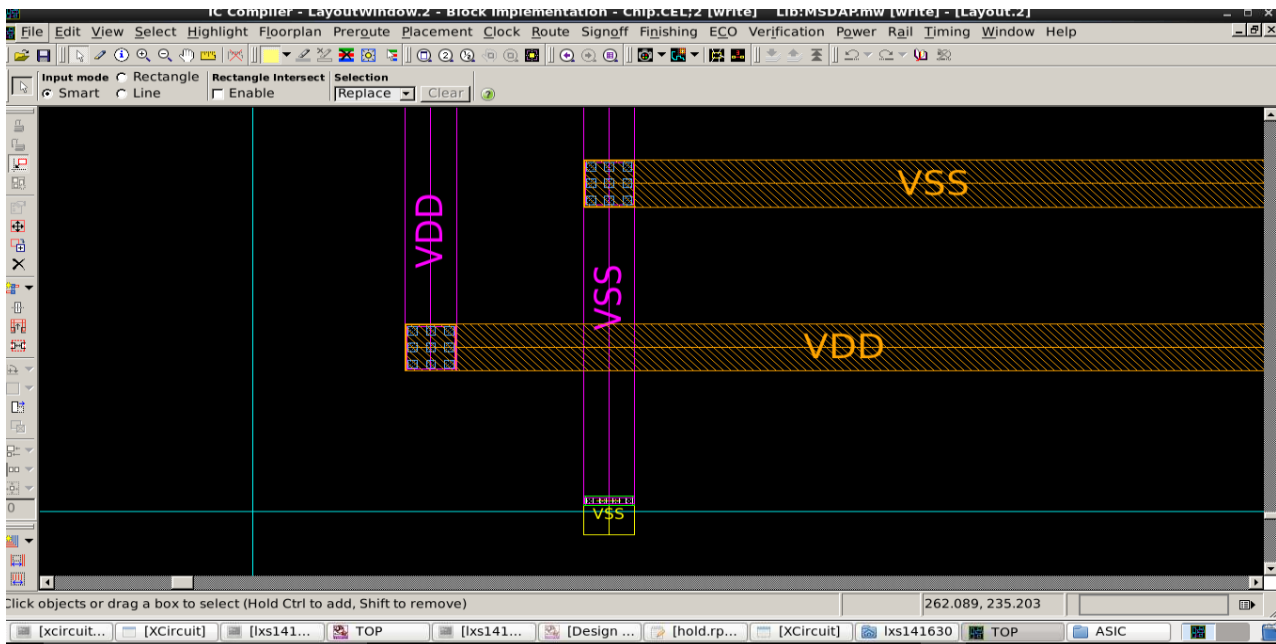 IC Compiler - LayoutWindow.2 - Clock Implementation - Chip.CEL;2 [write]    Lib:MSDAP.mw [write] - [Layout.2]
File Edit View Select Highlight Floorplan Preroute Placement Clock Route Signoff Finishing ECO Verification Power Rail Timing Window Help
Input mode Rectangle Rectangle Intersect Selection
Smart Line Enable Replace Clear
VSS
VDD
VSS
VDD
VSS
0
Click objects or drag a box to select (Hold Ctrl to add, Shift to remove) 262.089, 235.203
[xcircuit... [XCircuit] [lxs141... TOP [lxs141... [Design ... [hold.rp... [XCircuit] lxs141630 TOP ASIC